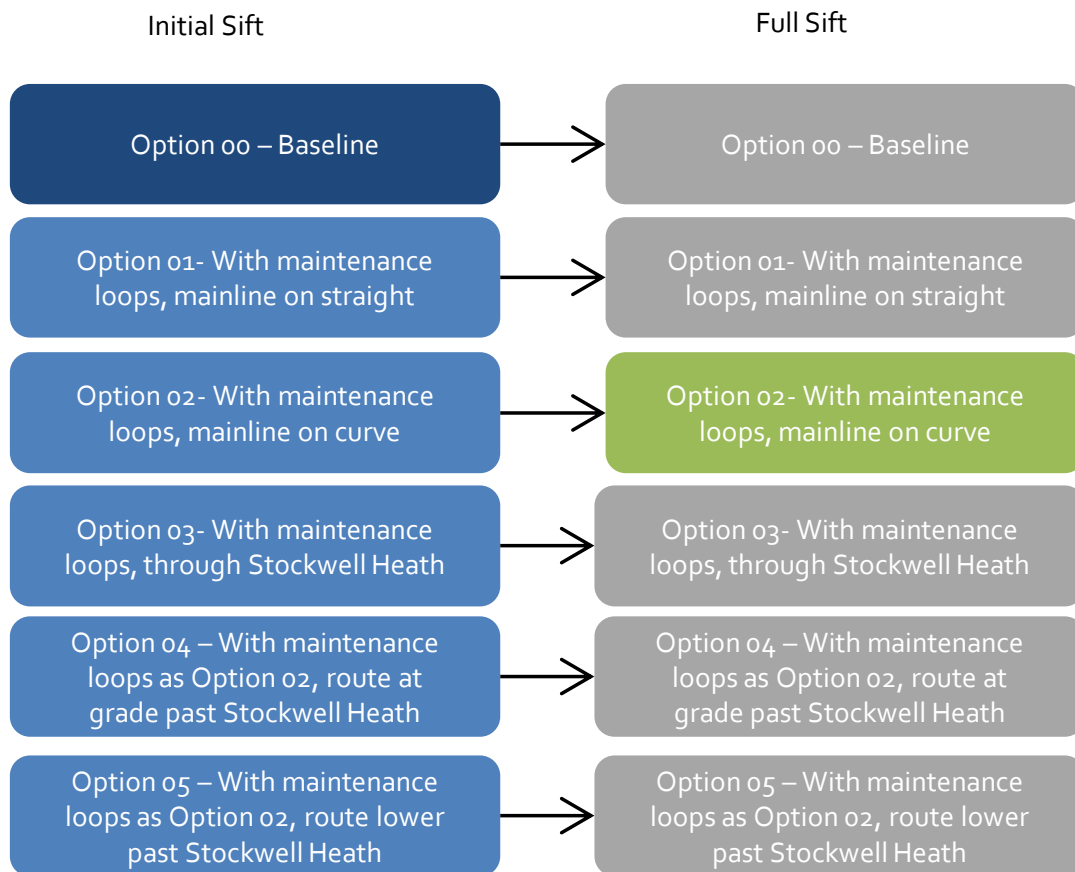 Initial Sift
Full Sift
Option 00 – Baseline
Option 00 – Baseline
Option 01- With maintenance
loops, mainline on straight
Option 01- With maintenance
loops, mainline on straight
Option 02- With maintenance
loops, mainline on curve
Option 02- With maintenance
loops, mainline on curve
Option 03- With maintenance
loops, through Stockwell Heath
Option 03- With maintenance
loops, through Stockwell Heath
Option 04 – With maintenance
loops as Option 02, route at
grade past Stockwell Heath
Option 04 – With maintenance
loops as Option 02, route at
grade past Stockwell Heath
Option 05 – With maintenance
loops as Option 02, route lower
past Stockwell Heath
Option 05 – With maintenance
loops as Option 02, route lower
past Stockwell Heath